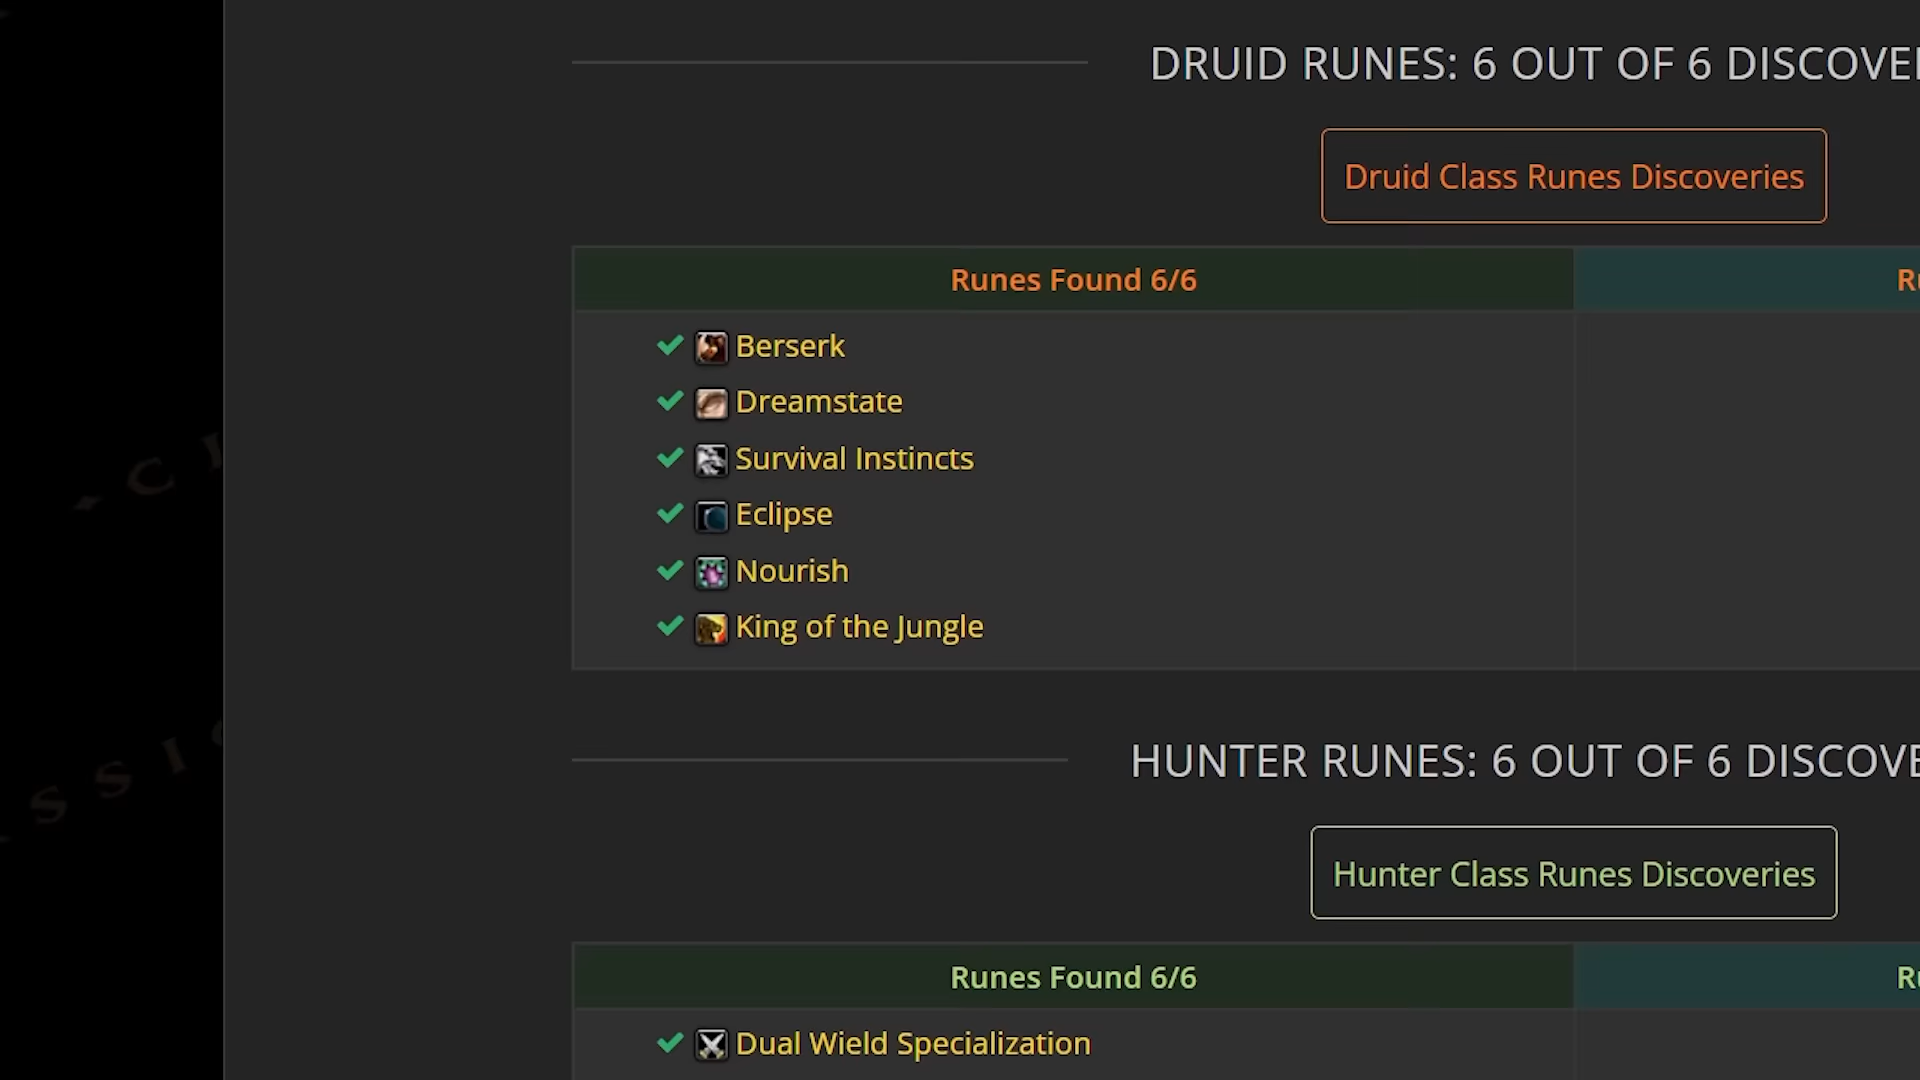 DRUID RUNES: 6 OUT OF 6 DISCOVE
Druid Class Runes Discoveries
Runes Found 6/6
Berserk
Dreamstate
Survival Instincts
Eclipse
Nourish
King of the Jungle
HUNTER RUNES: 6 OUT OF 6 DISCOVE
Hunter Class Runes Discoveries
Runes Found 6/6
Dual Wield Specialization